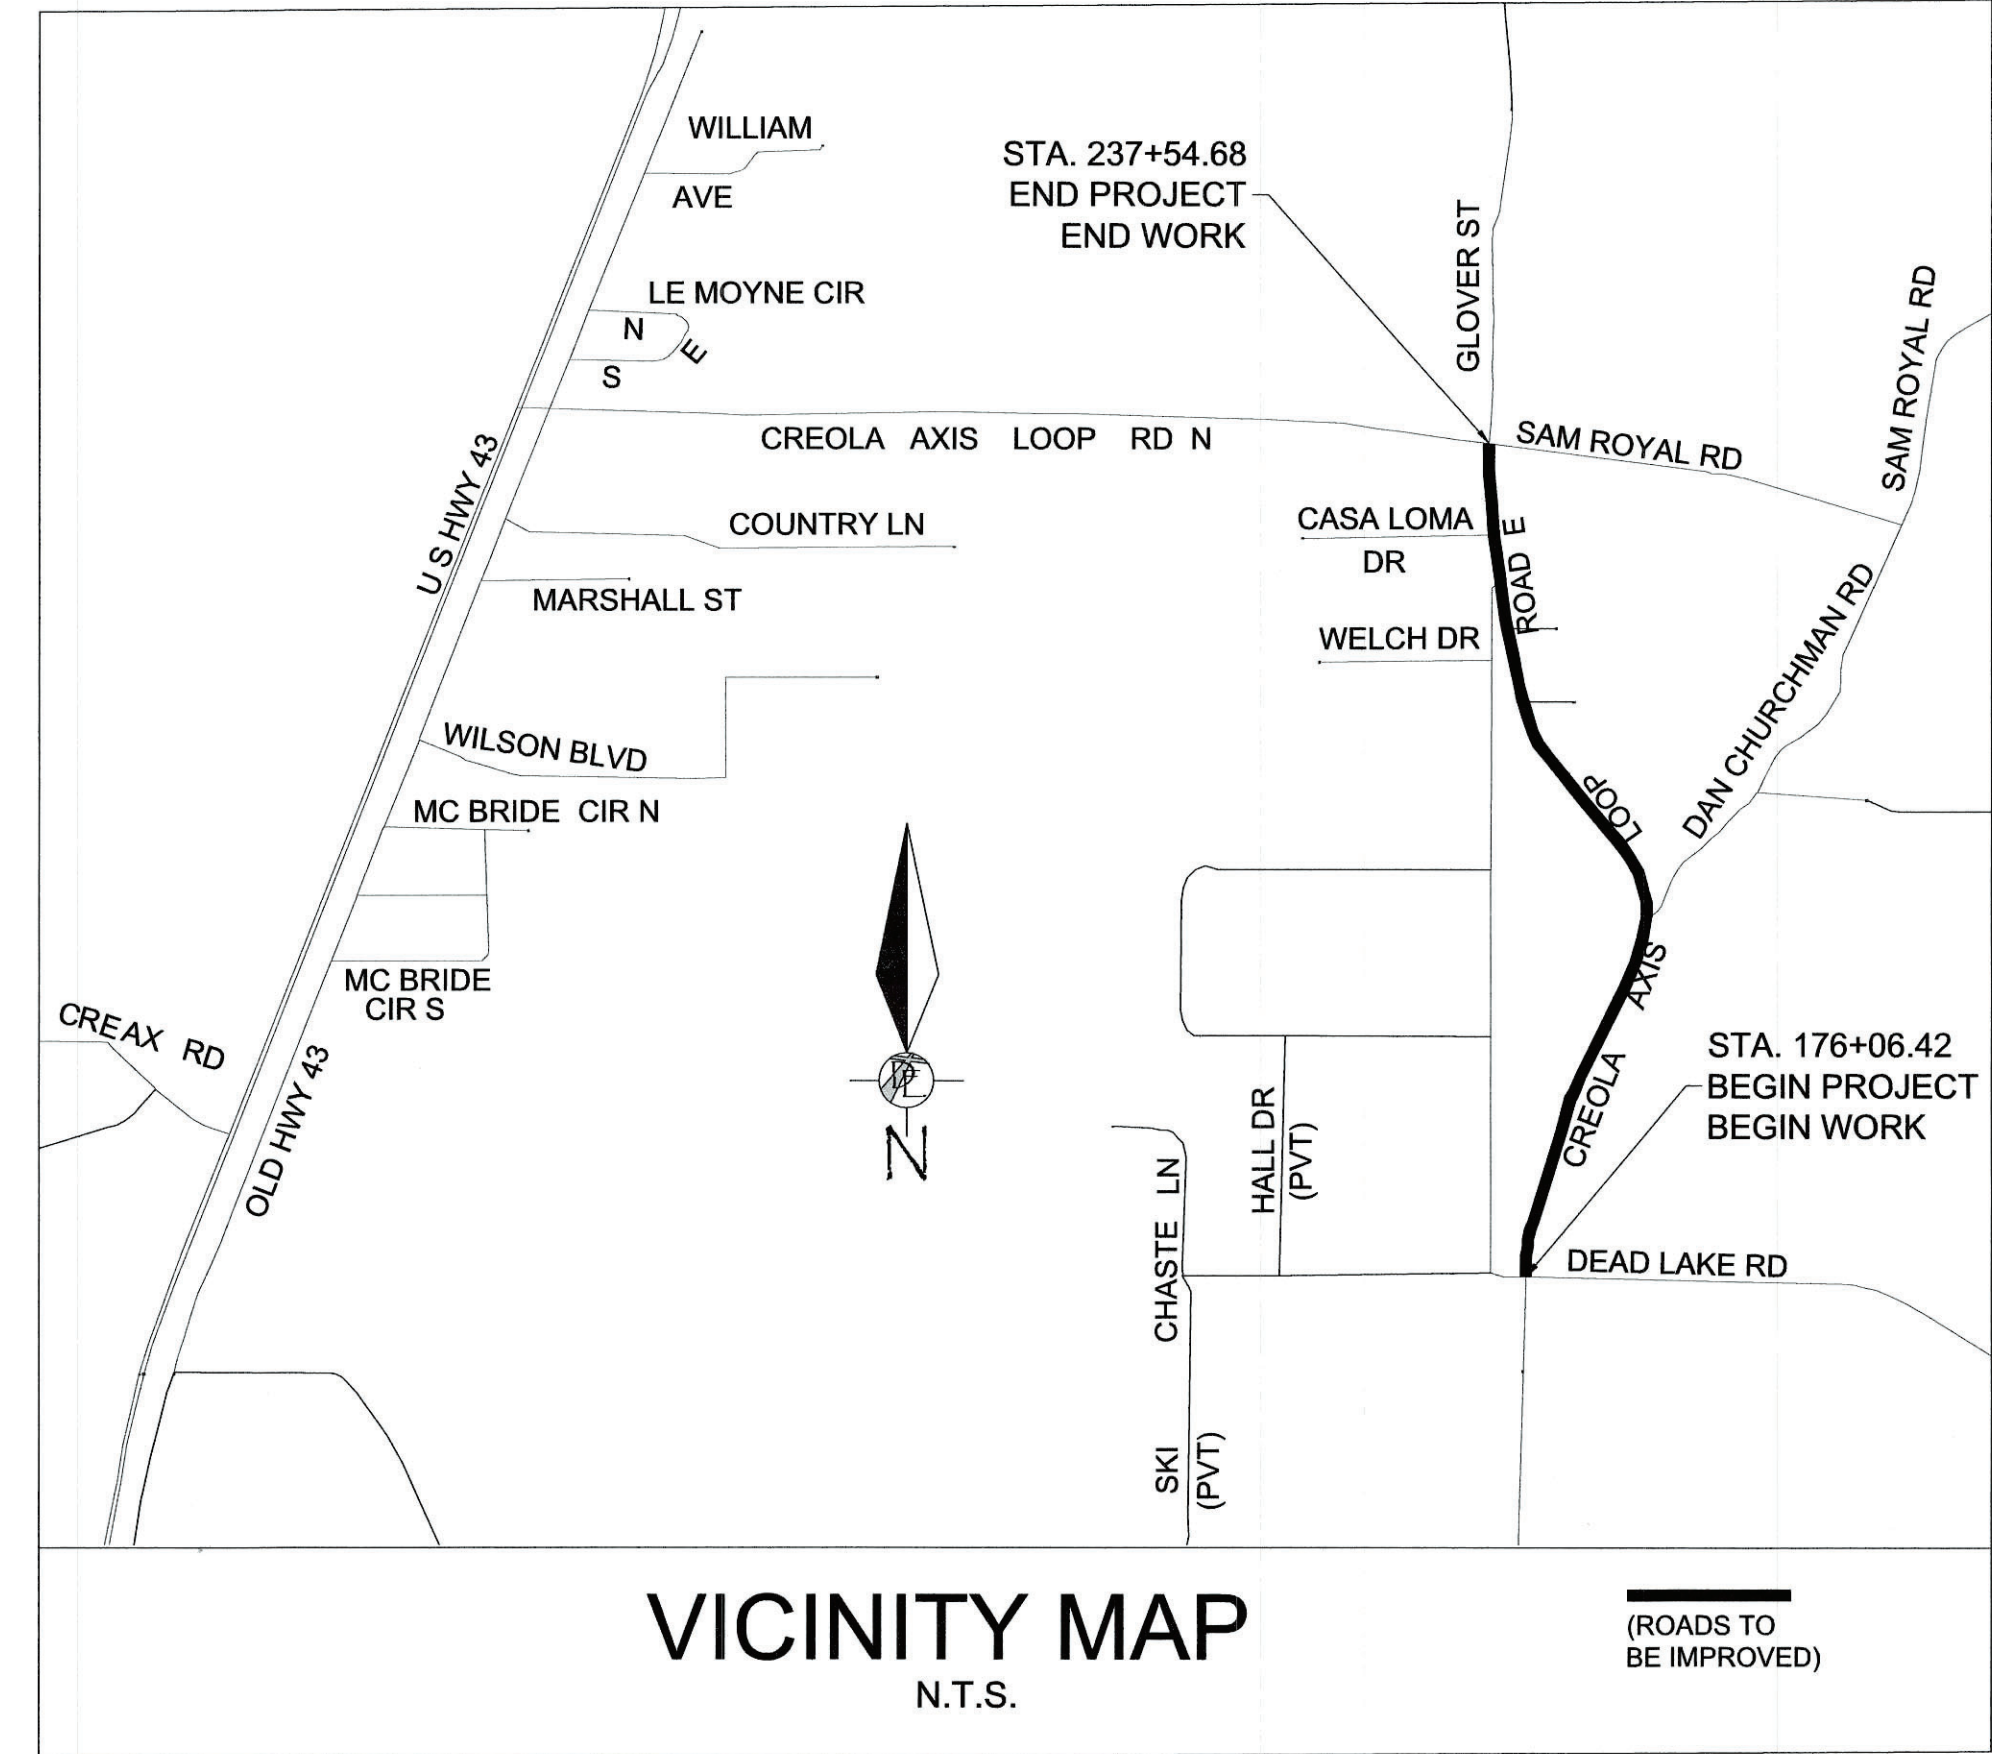 WILLIAM
AVE
STA. 237+54.68
END PROJECT
END WORK
GLOVER ST
LE MOYNE CIR
N
E
S
SAM ROYAL RD
CREOLA AXIS LOOP RD N
SAM ROYAL RD
U S HWY 43
COUNTRY LN
CASA LOMA
DR
MARSHALL ST
WELCH DR
DAN CHURCHMAN RD
WILSON BLVD
MC BRIDE CIR N
MC BRIDE
CIR S
CREAX RD
OLD HWY 43
CREOLA AXIS LOOP ROAD E
STA. 176+06.42
BEGIN PROJECT
BEGIN WORK
N
HALL DR
(PVT)
SKI CHASTE LN
(PVT)
DEAD LAKE RD
VICINITY MAP
N.T.S.
(ROADS TO
BE IMPROVED)